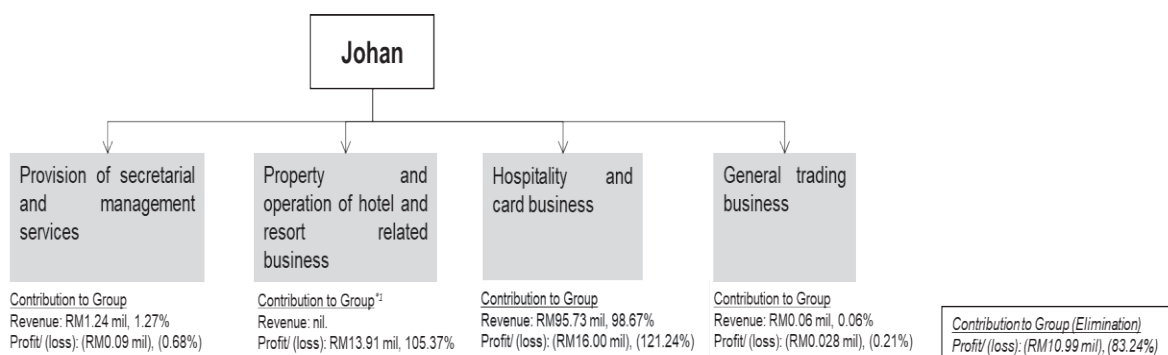 Johan
Provision of secretarial
and management
services
Contribution to Group
Revenue: RM1.24 mil, 1.27%
Profit/ (loss): (RM0.09 mil), (0.68%)
Property and
operation of hotel and
resort related
business
Contribution to Group*1
Revenue: nil.
Profit/ (loss): RM13.91 mil, 105.37%
Hospitality and
card business
Contribution to Group
Revenue: RM95.73 mil, 98.67%
Profit/ (loss): (RM16.00 mil), (121.24%)
General trading
business
Contribution to Group
Revenue: RM0.06 mil, 0.06%
Profit/ (loss): (RM0.028 mil), (0.21%)
Contribution to Group (Elimination)
Profit/ (loss): (RM10.99 mil), (83.24%)